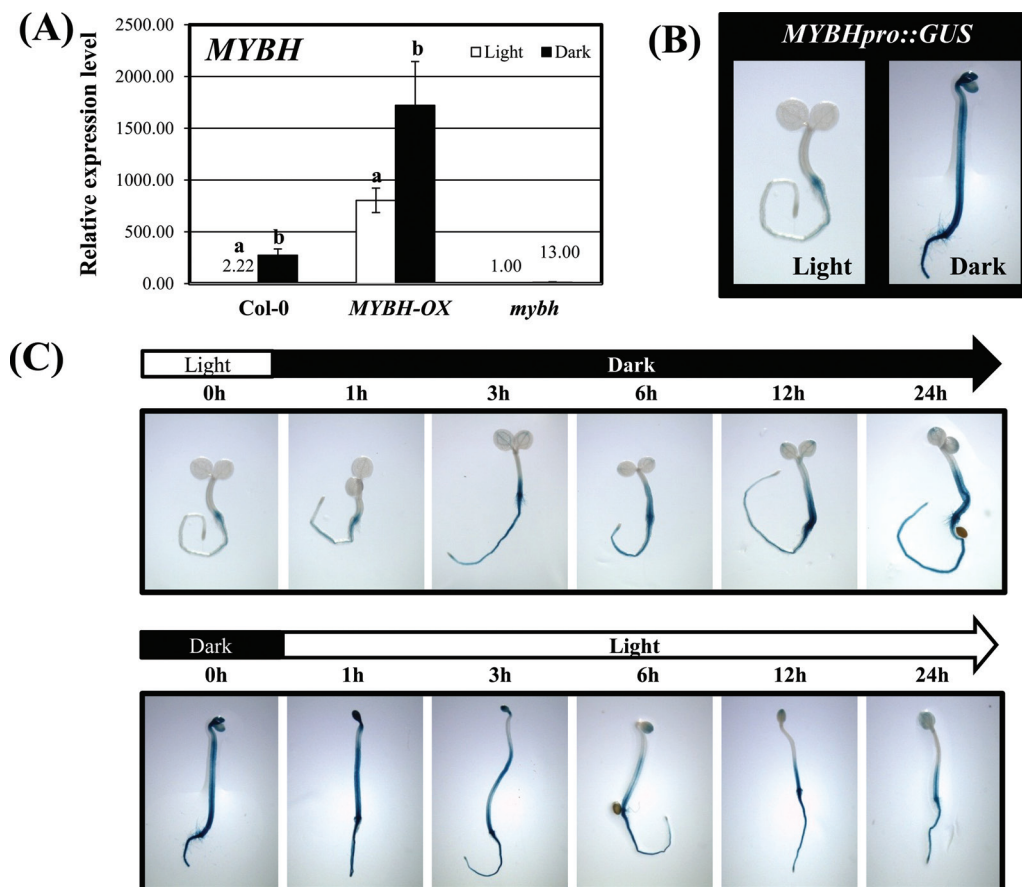 (A)
Relative expression level
2500.00
2000.00
1500.00
1000.00
500.00
0.00
MYBH
Light Dark
a
2.22
b
a
b
1.00
13.00
Col-0 MYBH-OX mybh
(B)
MYBHpro::GUS
Light Dark
(C)
Light Dark
0h 1h 3h 6h 12h 24h
Dark Light
0h 1h 3h 6h 12h 24h